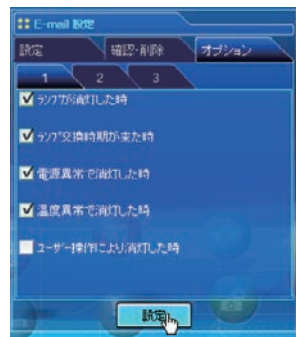 E-mail 設定
設定 確認・削除 オプション
1 2 3
ランプが消灯した時
ランプ交換時期が来た時
電源異常で消灯した時
温度異常で消灯した時
ユーザー操作により消灯した時
設定